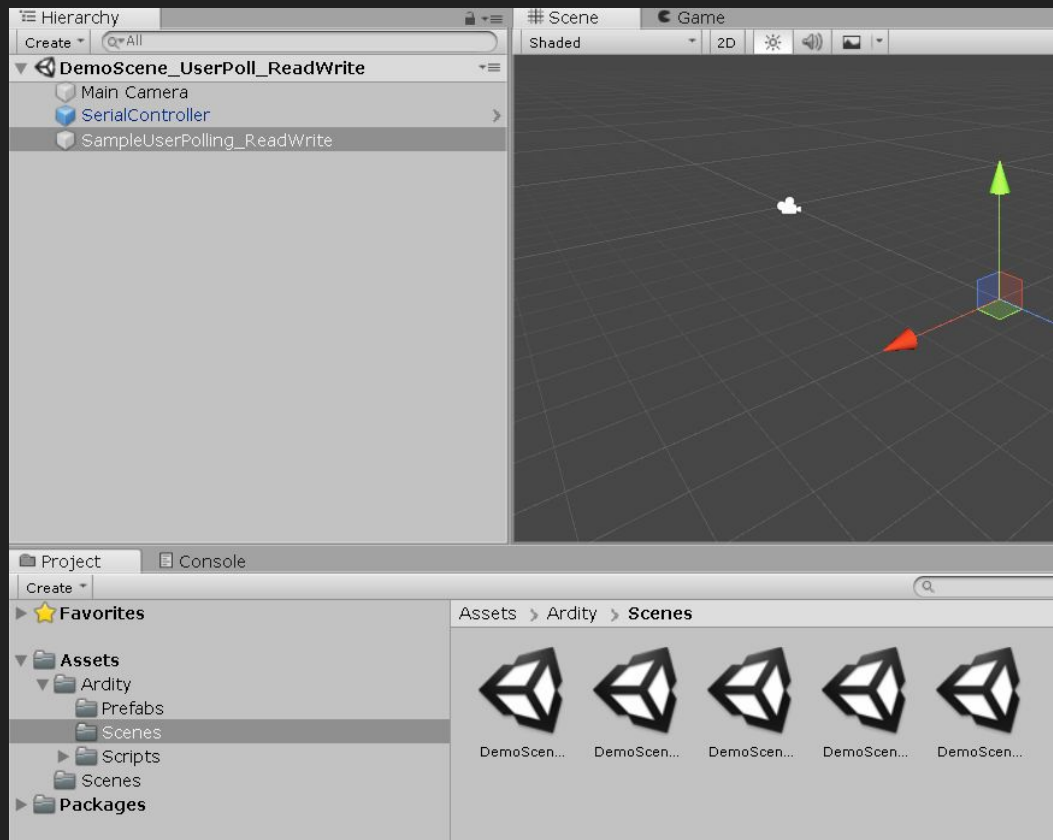 Hierarchy
Create
All
DemoScene_UserPoll_ReadWrite
Main Camera
SerialController
SampleUserPolling_ReadWrite
Scene
Game
Shaded
2D
Project
Console
Create
Favorites
Assets
Ardity
Prefabs
Scenes
Scripts
Scenes
Packages
Assets > Ardity > Scenes
DemoScen...
DemoScen...
DemoScen...
DemoScen...
DemoScen...